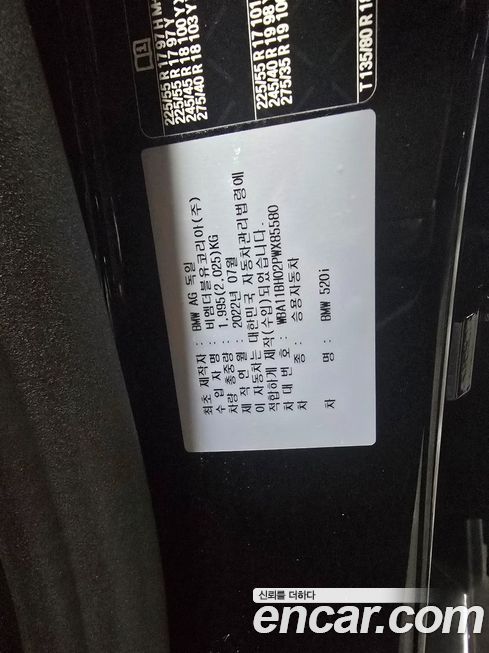 225/55 R 17 97 H M+
225/55 R 17 97 Y
245/45 R 18 100 Y
275/40 R 18 103 Y
225/55 R 17 101
245/40 R 19 98
275/35 R 19 100
T135/80 R 18
최초 제작자 : BMW AG 독일
수 입 자 명 : 비엠더블유코리아(주)
차량 총중량 : 1,995(2,025)KG
제 작 연 월 : 2022년 07월
이 자동차는 대한민국 자동차관리법령에
적합하게 제작(수입)되었습니다.
차 대 번 호 : WBA11BH02PWX85580
차 종 : 승용자동차
차 명 : BMW 520i
신뢰를 더하다
encar.com